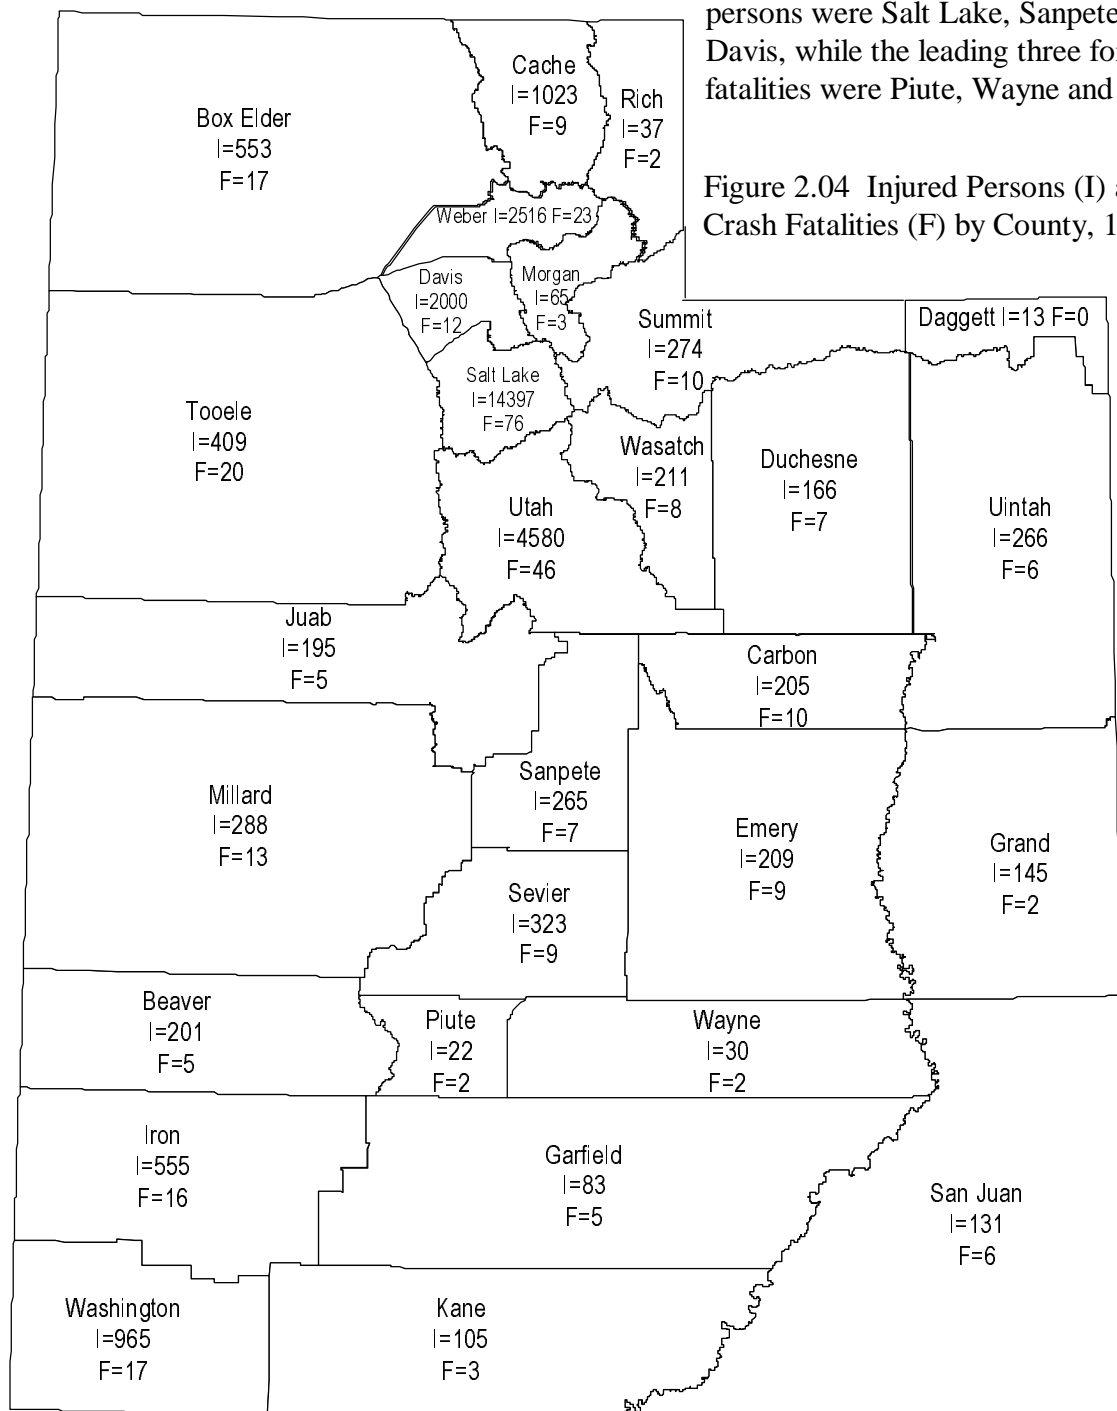 persons were Salt Lake, Sanpete
Davis, while the leading three for
fatalities were Piute, Wayne and
Figure 2.04 Injured Persons (I)
Crash Fatalities (F) by County,
Cache
I=1023
F=9
Rich
I=37
F=2
Box Elder
I=553
F=17
Weber I=2516 F=23
Davis
I=2000
F=12
Morgan
I=65
F=3
Summit
I=274
F=10
Daggett I=13 F=0
Salt Lake
I=14397
F=76
Tooele
I=409
F=20
Wasatch
I=211
F=8
Duchesne
I=166
F=7
Utah
I=4580
F=46
Uintah
I=266
F=6
Juab
I=195
F=5
Carbon
I=205
F=10
Sanpete
I=265
F=7
Millard
I=288
F=13
Emery
I=209
F=9
Grand
I=145
F=2
Sevier
I=323
F=9
Beaver
I=201
F=5
Piute
I=22
F=2
Wayne
I=30
F=2
Iron
I=555
F=16
Garfield
I=83
F=5
San Juan
I=131
F=6
Washington
I=965
F=17
Kane
I=105
F=3